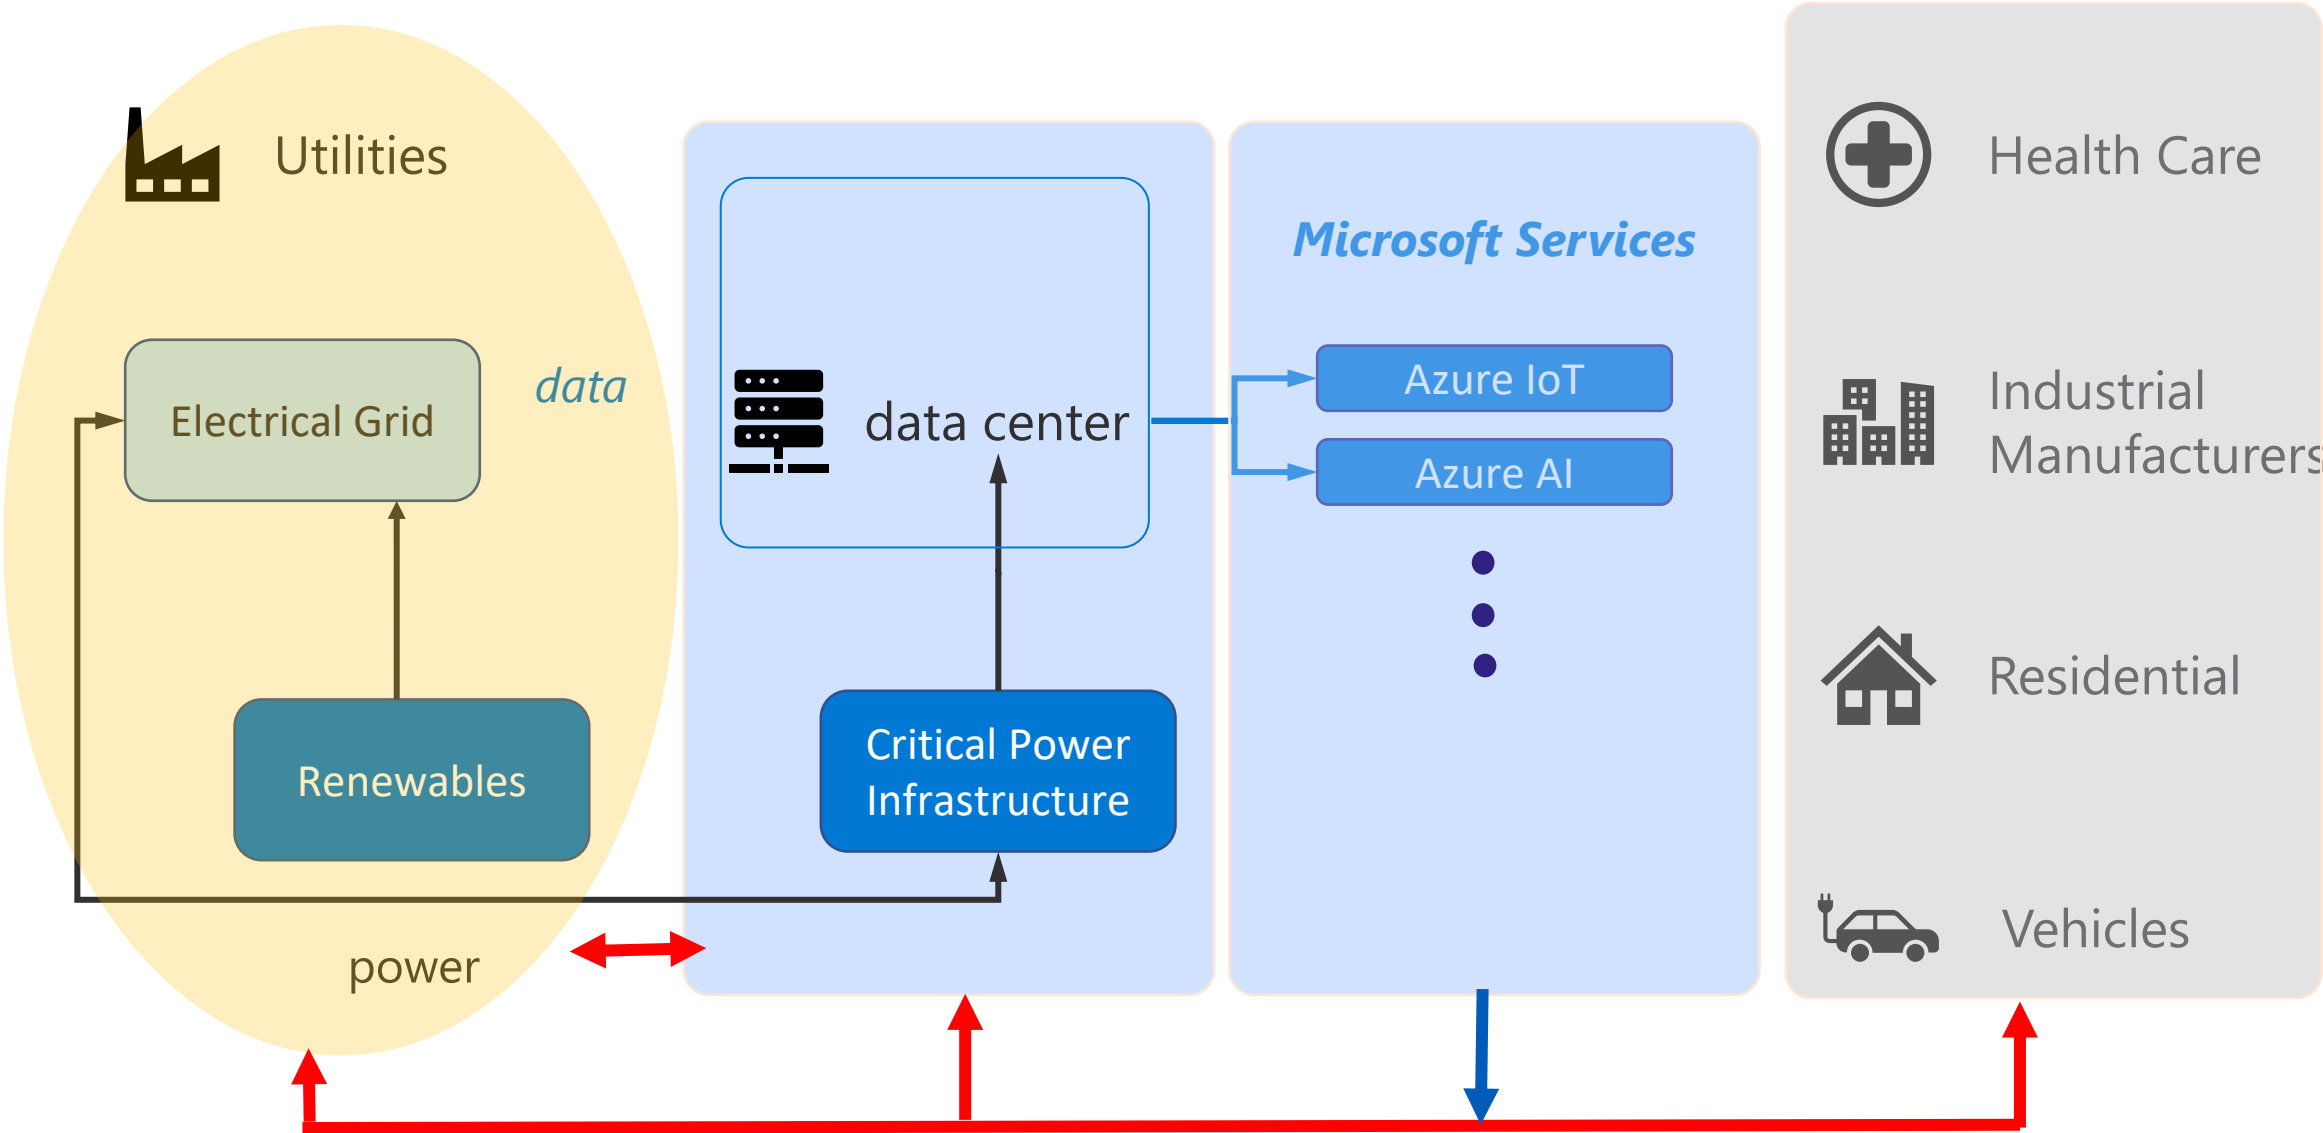 Utilities
Electrical Grid
data
Renewables
power
data center
Critical Power
Infrastructure
Microsoft Services
Azure IoT
Azure AI
Health Care
Industrial
Manufacturers
Residential
Vehicles